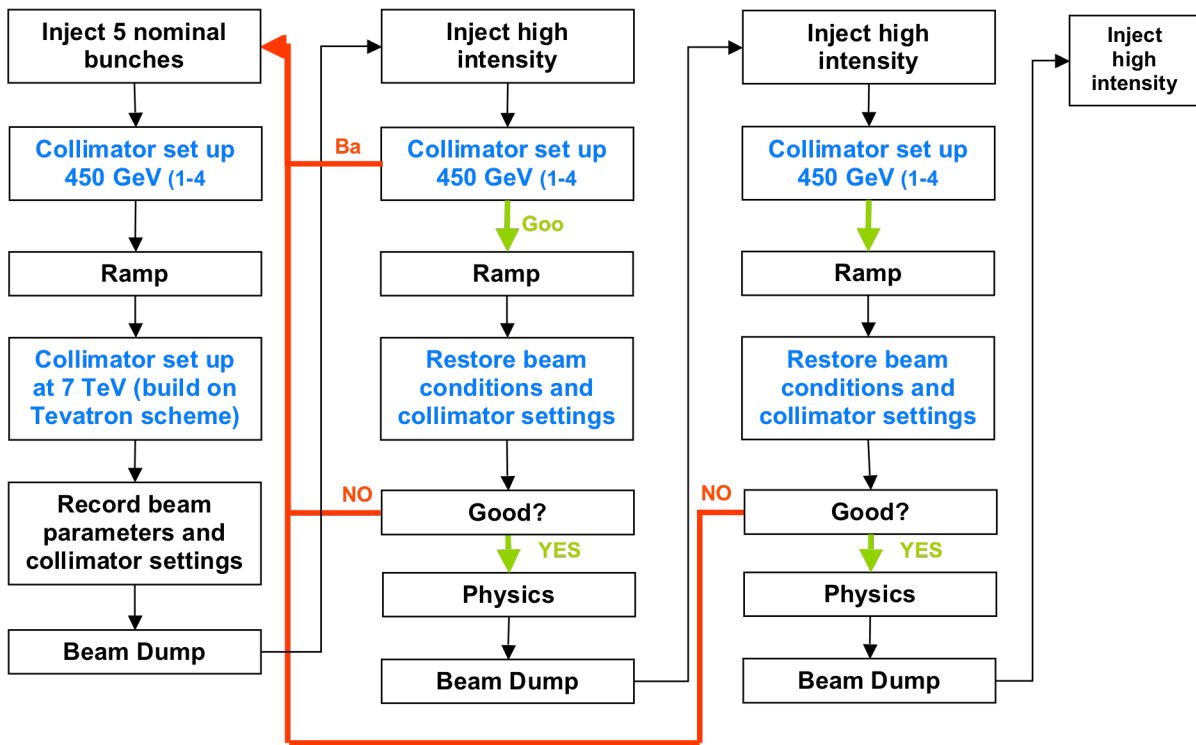 Inject 5 nominal
bunches
Collimator set up
450 GeV (1-4
Ramp
Collimator set up
at 7 TeV (build on
Tevatron scheme)
Record beam
parameters and
collimator settings
Beam Dump
Inject high
intensity
Ba
Collimator set up
450 GeV (1-4
Goo
Ramp
Restore beam
conditions and
collimator settings
NO
Good?
YES
Physics
Beam Dump
Inject high
intensity
Collimator set up
450 GeV (1-4
Ramp
Restore beam
conditions and
collimator settings
NO
Good?
YES
Physics
Beam Dump
Inject
high
intensity